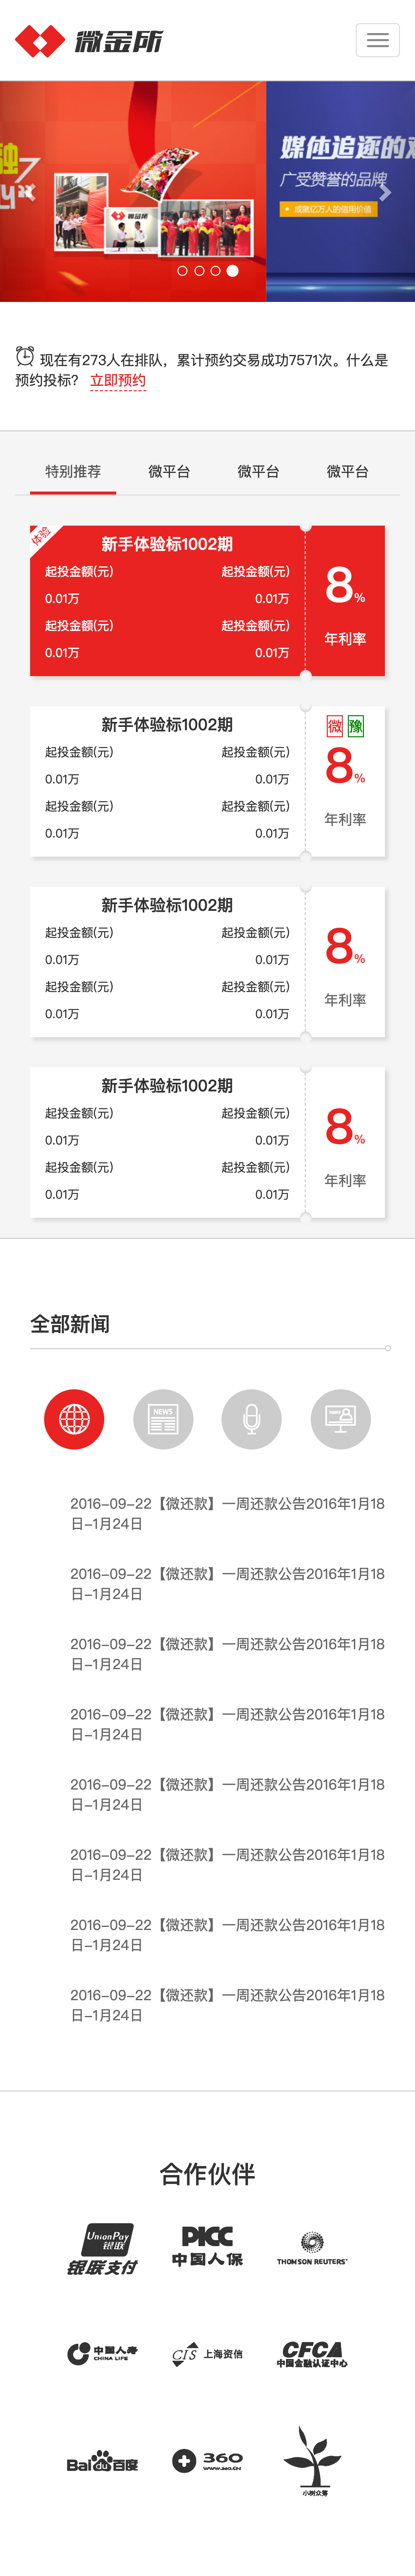 微金所
媒体追逐的
广受赞誉的品牌
成就亿万人的信用价值
微金所
现在有273人在排队，累计预约交易成功7571次。什么是
预约投标？ 立即预约
特别推荐 微平台 微平台 微平台
体验
新手体验标1002期
起投金额(元) 起投金额(元)
0.01万 0.01万
起投金额(元) 起投金额(元)
0.01万 0.01万
8%
年利率
新手体验标1002期
起投金额(元) 起投金额(元)
0.01万 0.01万
起投金额(元) 起投金额(元)
0.01万 0.01万
微 豫
8%
年利率
新手体验标1002期
起投金额(元) 起投金额(元)
0.01万 0.01万
起投金额(元) 起投金额(元)
0.01万 0.01万
8%
年利率
新手体验标1002期
起投金额(元) 起投金额(元)
0.01万 0.01万
起投金额(元) 起投金额(元)
0.01万 0.01万
8%
年利率
全部新闻
NEWS
2016-09-22【微还款】一周还款公告2016年1月18
日-1月24日
2016-09-22【微还款】一周还款公告2016年1月18
日-1月24日
2016-09-22【微还款】一周还款公告2016年1月18
日-1月24日
2016-09-22【微还款】一周还款公告2016年1月18
日-1月24日
2016-09-22【微还款】一周还款公告2016年1月18
日-1月24日
2016-09-22【微还款】一周还款公告2016年1月18
日-1月24日
2016-09-22【微还款】一周还款公告2016年1月18
日-1月24日
2016-09-22【微还款】一周还款公告2016年1月18
日-1月24日
合作伙伴
UnionPay
银联
银联支付
PICC
中国人保
THOMSON REUTERS
中国人寿
CHINA LIFE
CIS 上海资信
CFCA
中国金融认证中心
Baidu百度
360
WWW.360.CN
小树众筹